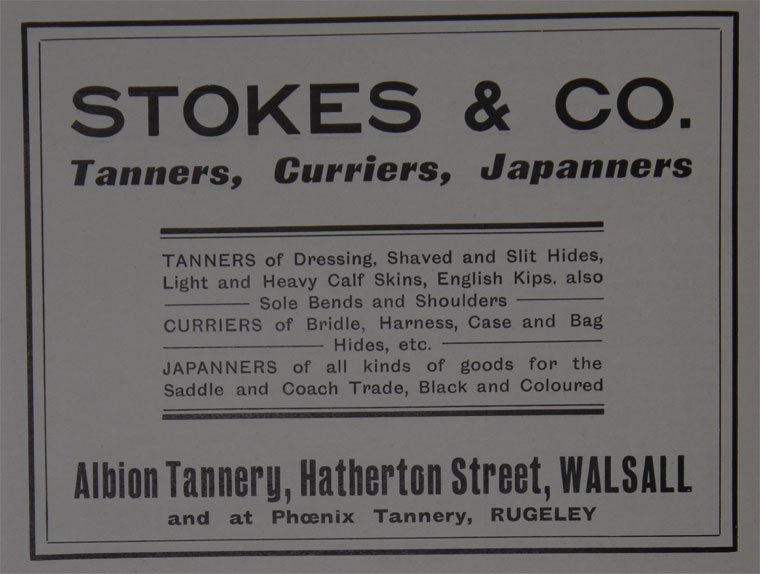 STOKES & CO.
Tanners, Curriers, Japanners
TANNERS of Dressing, Shaved and Slit Hides,
Light and Heavy Calf Skins, English Kips. also
Sole Bends and Shoulders
CURRIERS of Bridle, Harness, Case and Bag
Hides, etc.
JAPANNERS of all kinds of goods for the
Saddle and Coach Trade, Black and Coloured
Albion Tannery, Hatherton Street, WALSALL
and at Phœnix Tannery, RUGELEY